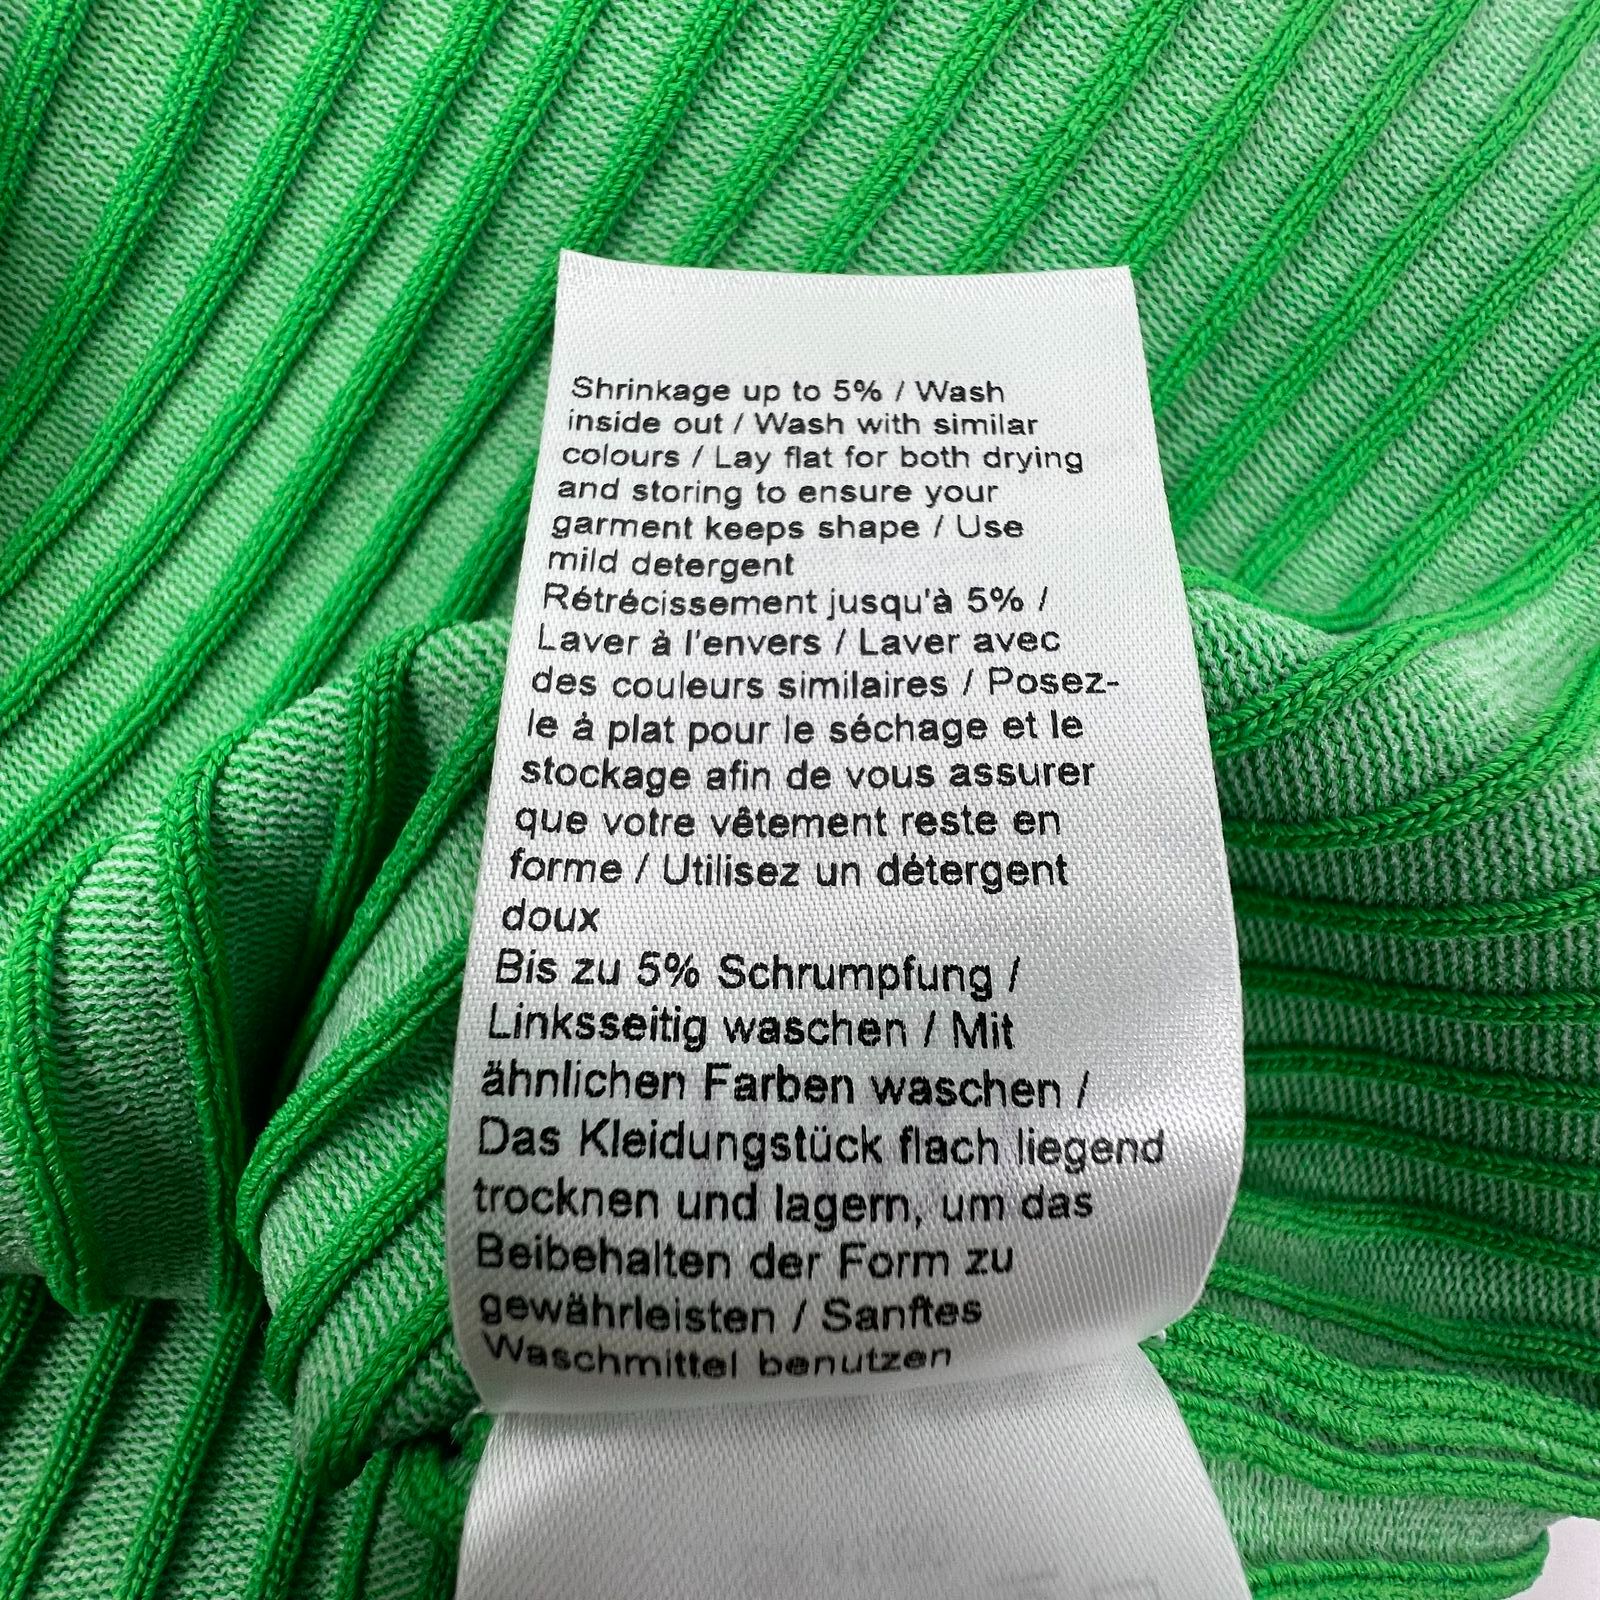 Shrinkage up to 5% / Wash
inside out / Wash with similar
colours / Lay flat for both drying
and storing to ensure your
garment keeps shape / Use
mild detergent
Rétrécissement jusqu'à 5% /
Laver à l'envers / Laver avec
des couleurs similaires / Posez-
le à plat pour le séchage et le
stockage afin de vous assurer
que votre vêtement reste en
forme / Utilisez un détergent
doux
Bis zu 5% Schrumpfung /
Linksseitig waschen / Mit
ähnlichen Farben waschen /
Das Kleidungstück flach liegend
trocknen und lagern, um das
Beibehalten der Form zu
gewährleisten / Sanftes
Waschmittel benutzen